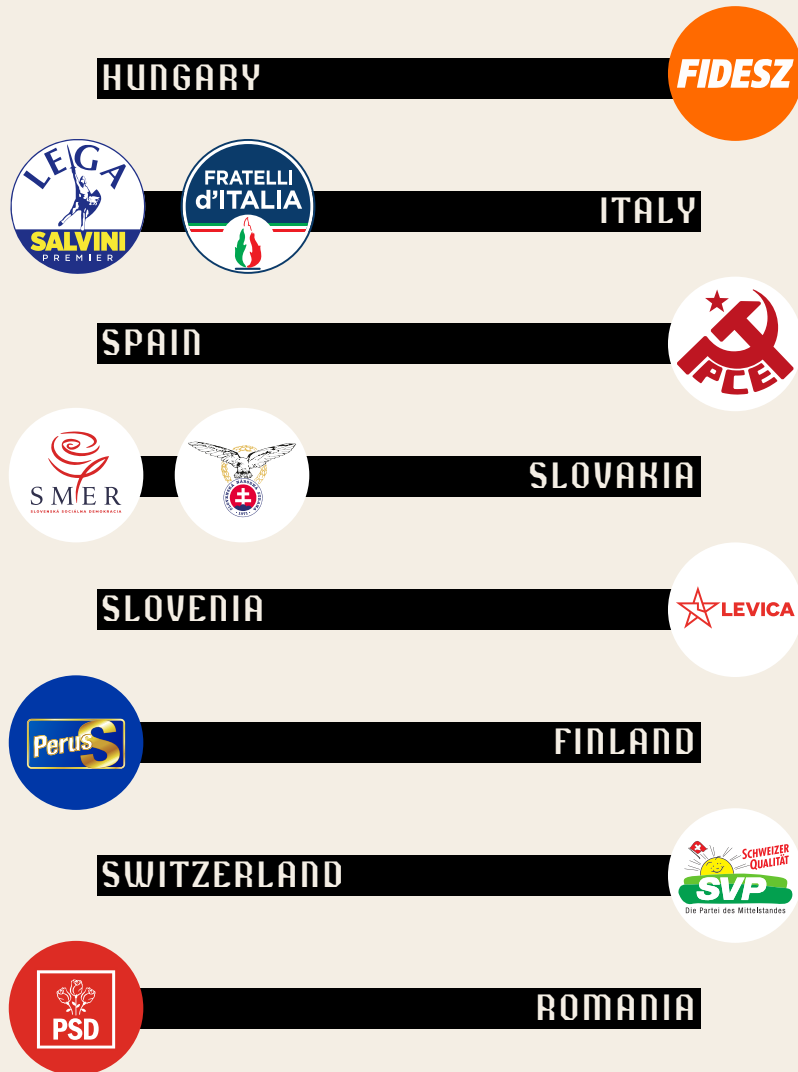 HUNGARY
FIDESZ
LEGA
SALVINI
PREMIER
FRATELLI
d'ITALIA
ITALY
SPAIN
PCE
SMER
SLOVENSKÁ SOCIÁLNA DEMOKRACIA
SLOVAKIA
SLOVENIA
LEVICA
PerusS
FINLAND
SWITZERLAND
SCHWEIZER
QUALITÄT
SVP
Die Partei des Mittelstandes
PSD
ROMANIA